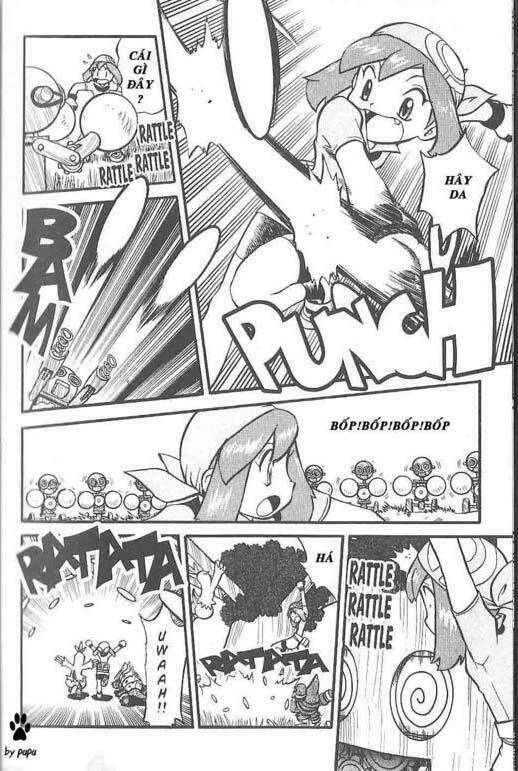 CÁI
GÌ
ĐÂY
?
RATTLE
RATTLE
RATTLE
HÂY
DA
BAM
PUNCH
BỐP!BỐP!BỐP!BỐP
RATATA
UWAAH!!
HÁ
RATATA
RATTLE
RATTLE
RATTLE
by papa